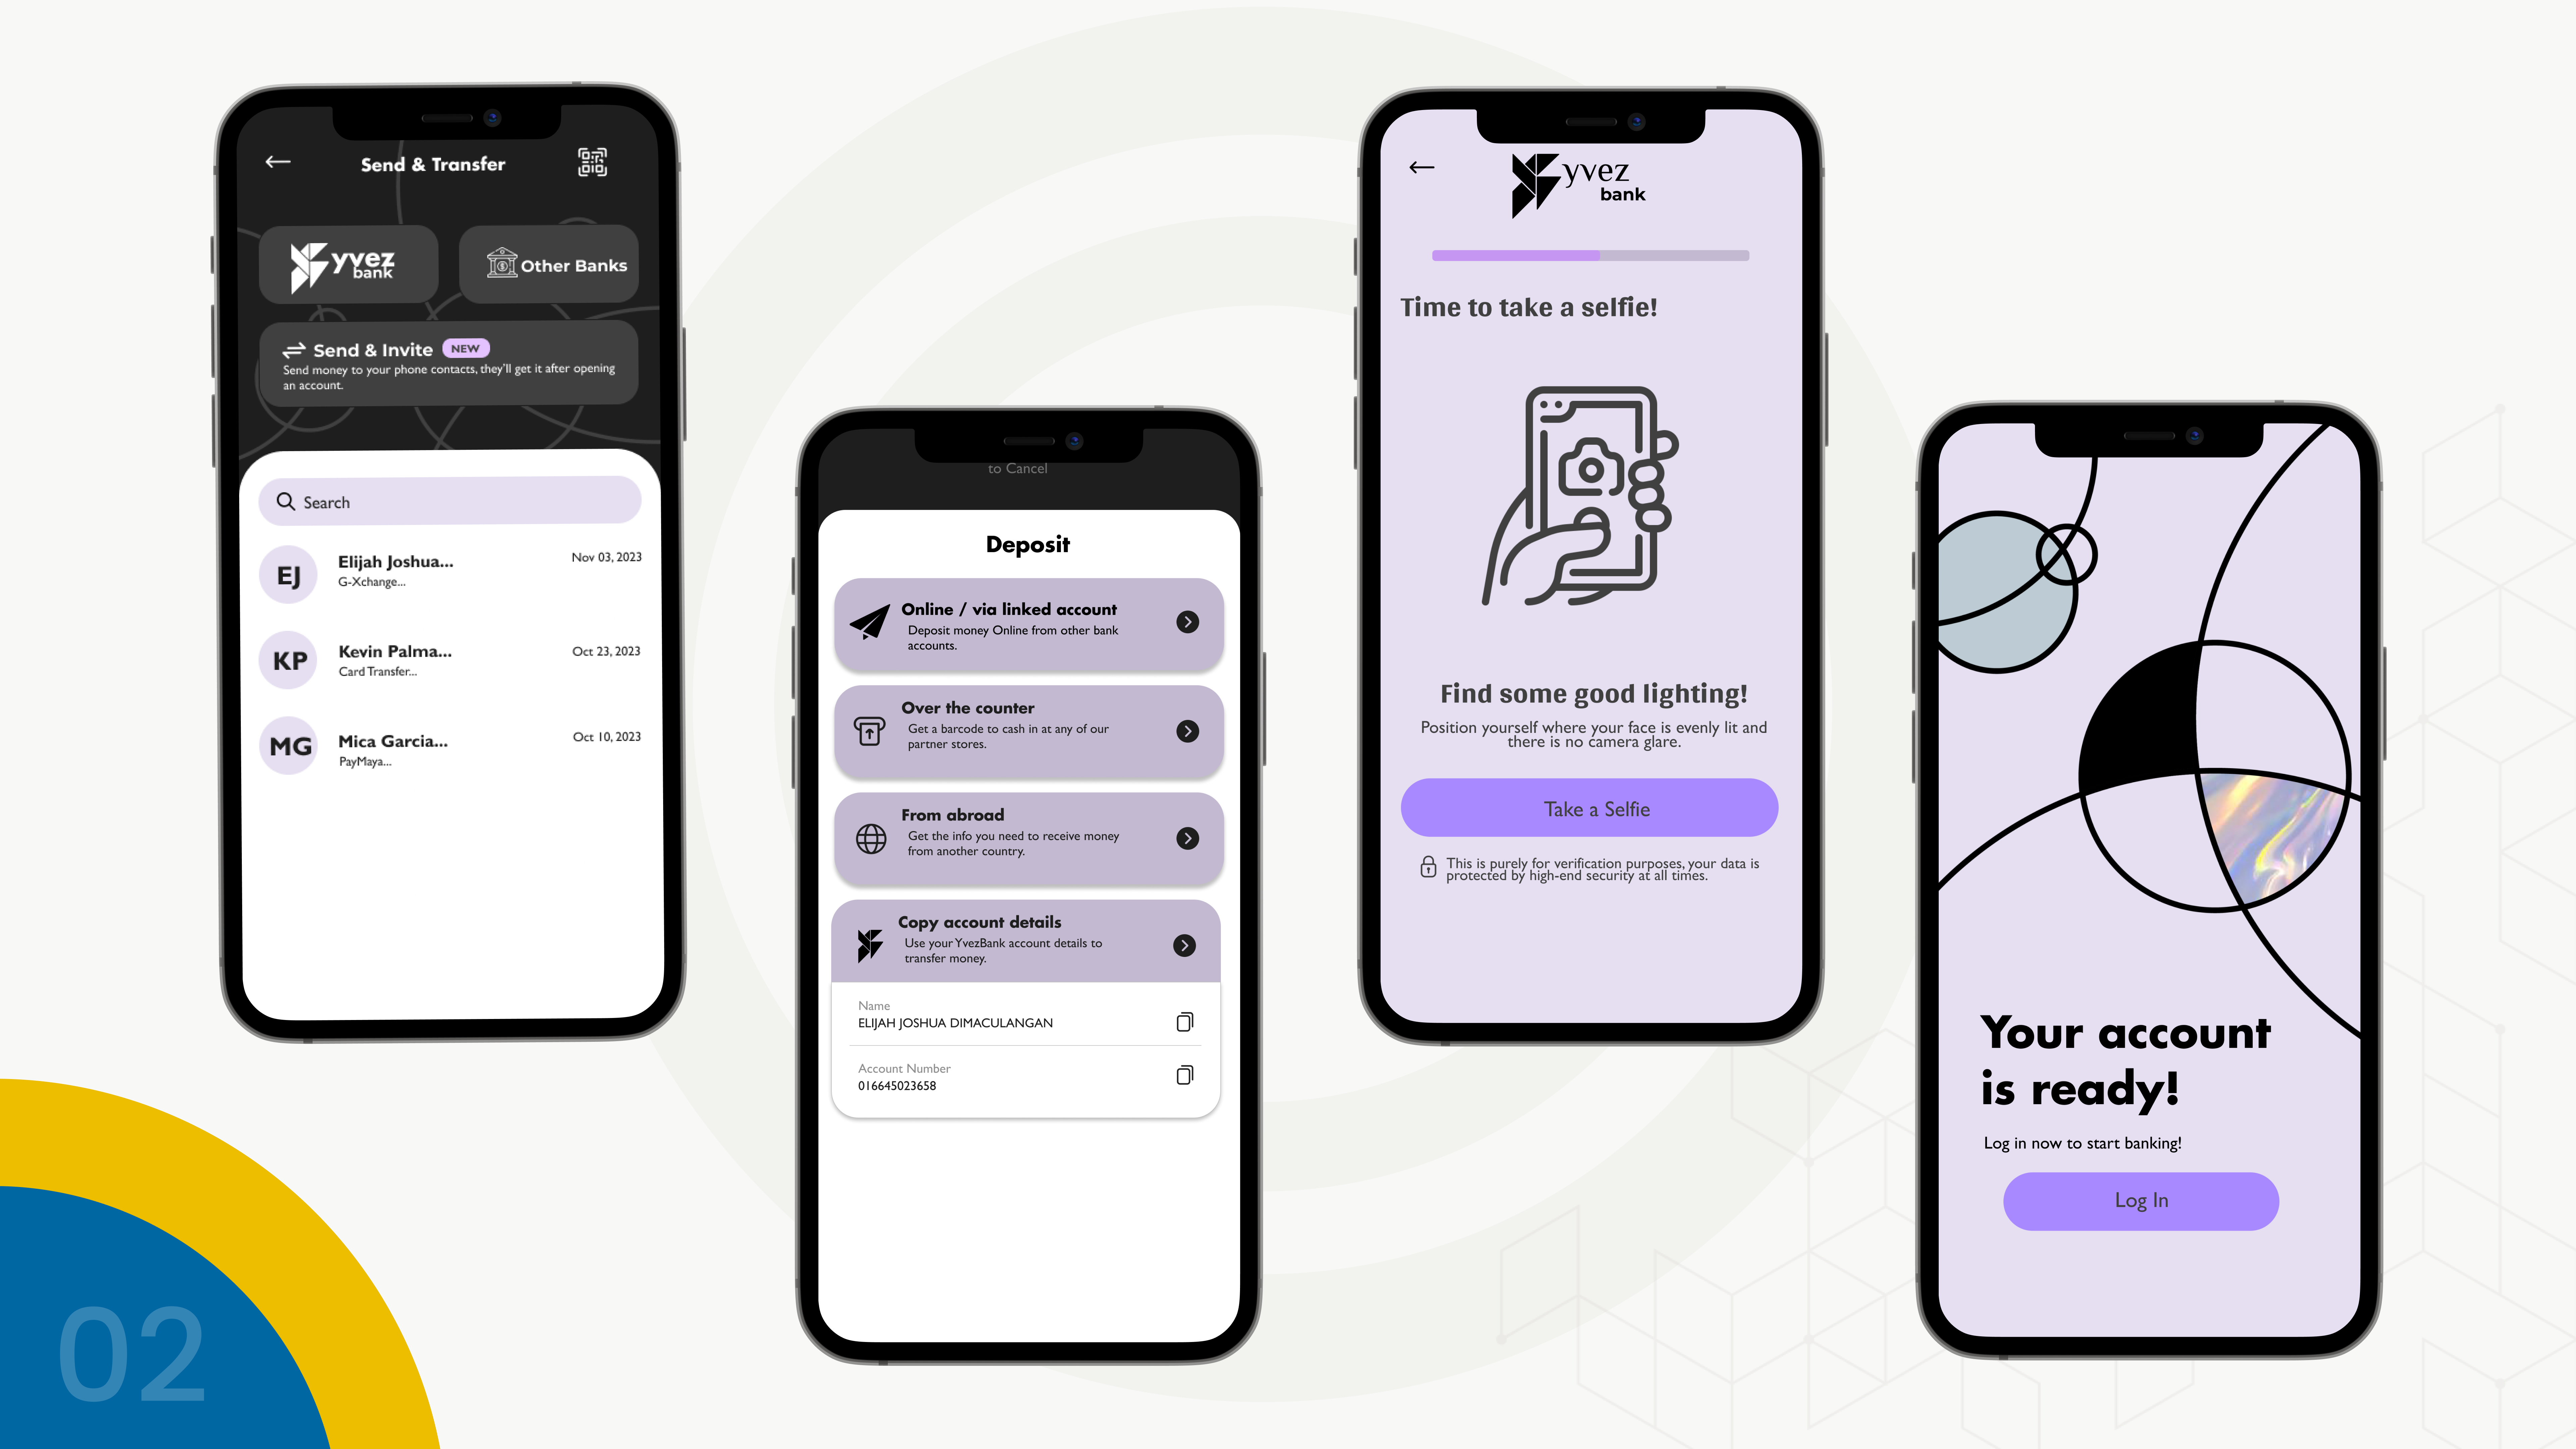 Send & Transfer
yvez
bank
Other Banks
Send & Invite NEW
Send money to your phone contacts, they'll get it after opening
an account.
Search
EJ
Elijah Joshua...
G-Xchange...
Nov 03, 2023
KP
Kevin Palma...
Card Transfer...
Oct 23, 2023
MG
Mica Garcia...
PayMaya...
Oct 10, 2023
to Cancel
Deposit
Online / via linked account
Deposit money Online from other bank
accounts.
Over the counter
Get a barcode to cash in at any of our
partner stores.
From abroad
Get the info you need to receive money
from another country.
Copy account details
Use your YvezBank account details to
transfer money.
Name
ELIJAH JOSHUA DIMACULANGAN
Account Number
016645023658
yvez
bank
Time to take a selfie!
Find some good lighting!
Position yourself where your face is evenly lit and
there is no camera glare.
Take a Selfie
This is purely for verification purposes, your data is
protected by high-end security at all times.
Your account
is ready!
Log in now to start banking!
Log In
02